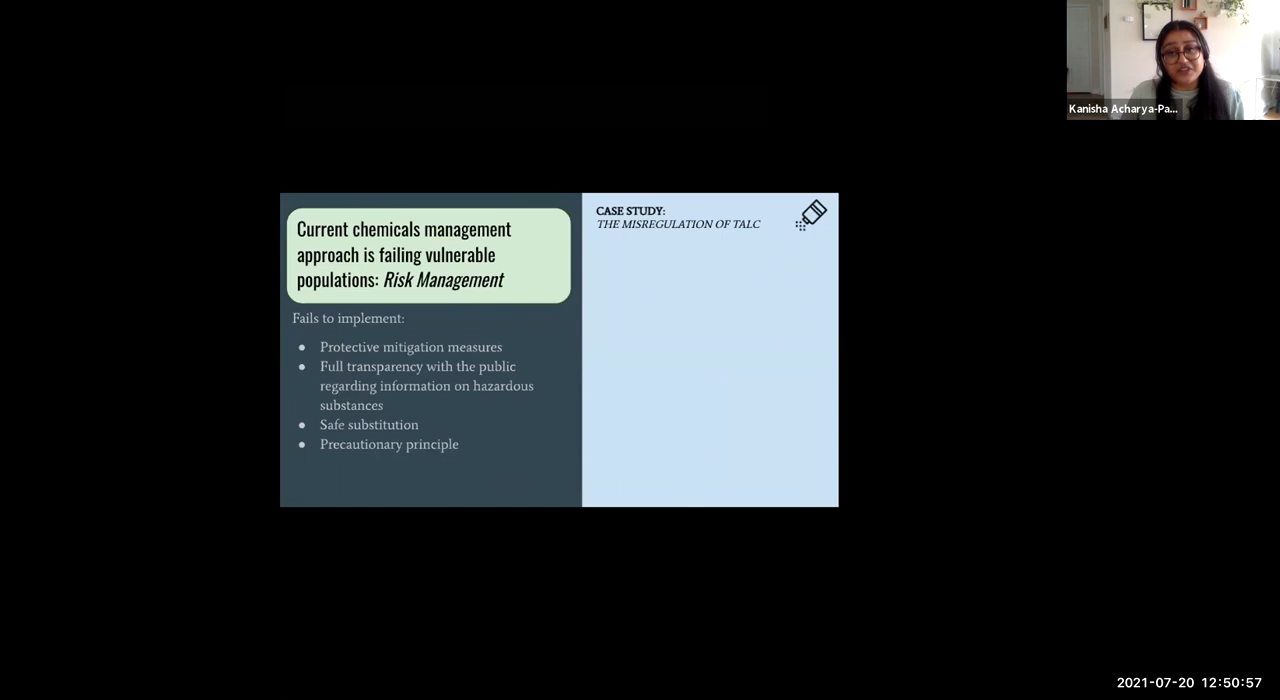 Kanisha Acharya-Pa...
Current chemicals management
approach is failing vulnerable
populations: Risk Management
Fails to implement:
● Protective mitigation measures
● Full transparency with the public
regarding information on hazardous
substances
● Safe substitution
● Precautionary principle
CASE STUDY:
THE MISREGULATION OF TALC
2021-07-20 12:50:57